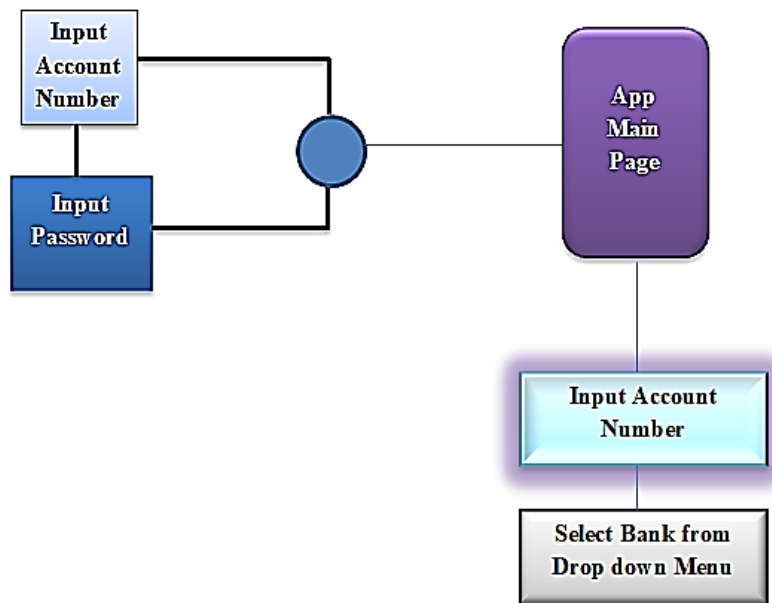 Input
Account
Number
Input
Password
App
Main
Page
Input Account
Number
Select Bank from
Drop down Menu